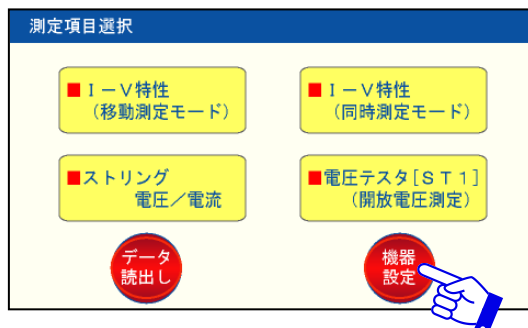 測定項目選択
■I－V特性
（移動測定モード）
■I－V特性
（同時測定モード）
■ストリング
電圧／電流
■電圧テスタ[ST1]
（開放電圧測定）
データ
読出し
機器
設定